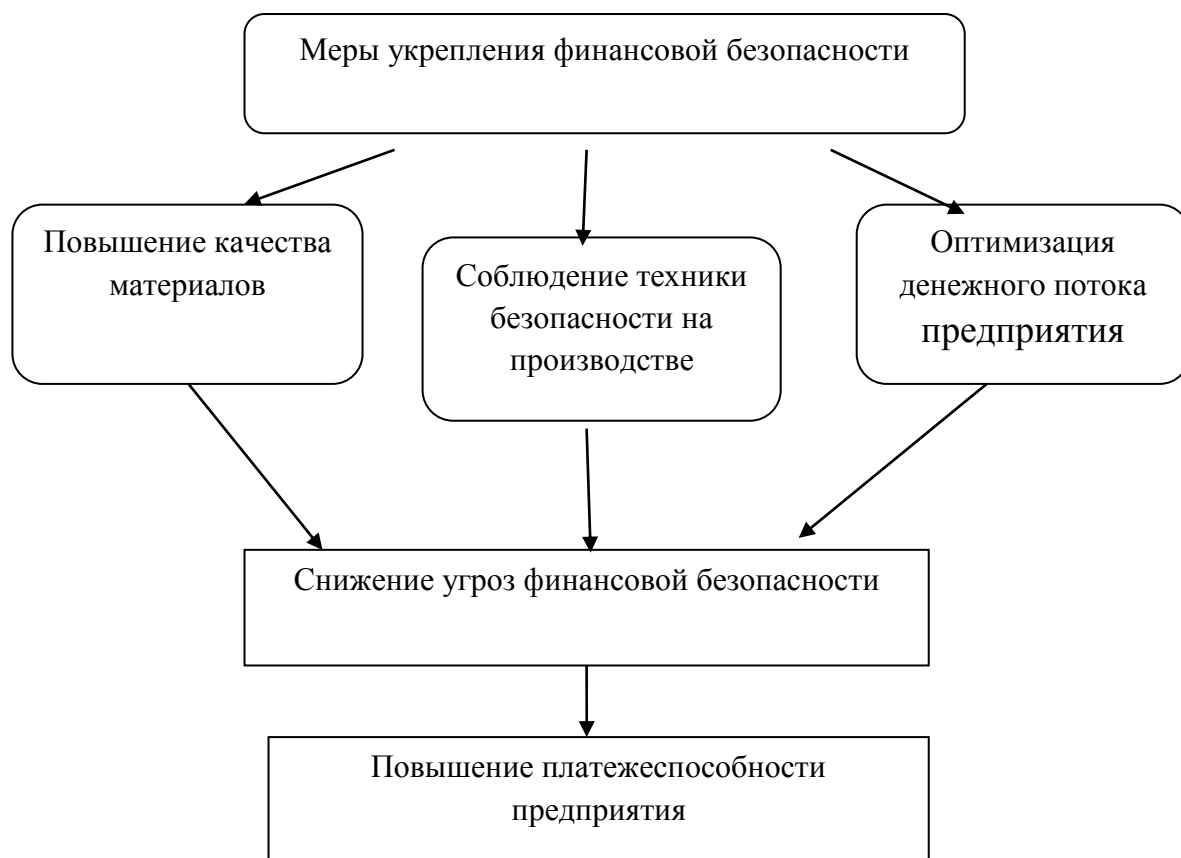 Меры укрепления финансовой безопасности
Повышение качества
материалов
Соблюдение техники
безопасности на
производстве
Оптимизация
денежного потока
предприятия
Снижение угроз финансовой безопасности
Повышение платежеспособности
предприятия